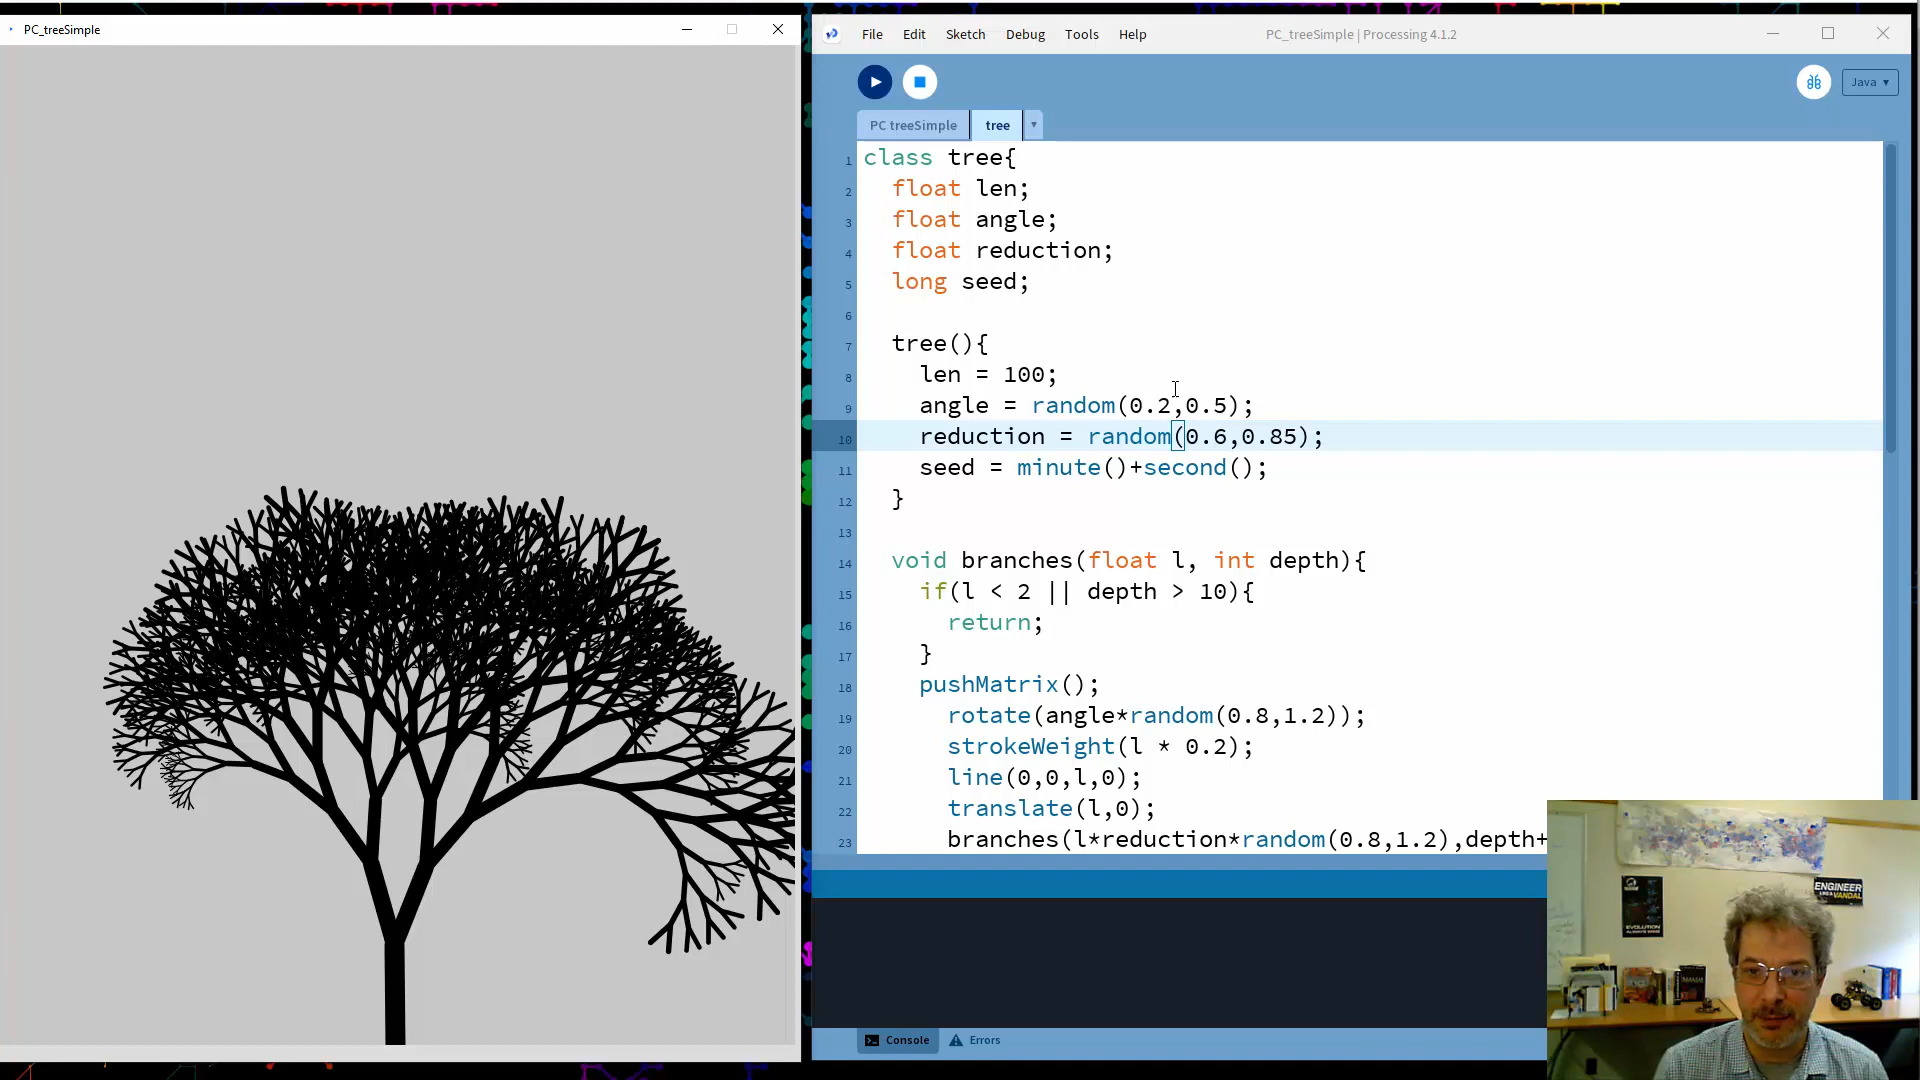 PC_treeSimple
File Edit Sketch Debug Tools Help
PC_treeSimple | Processing 4.1.2
Java
PC treeSimple tree
1 class tree{
2 float len;
3 float angle;
4 float reduction;
5 long seed;
6
7 tree(){
8 len = 100;
9 angle = random(0.2,0.5);
10 reduction = random(0.6,0.85);
11 seed = minute()+second();
12 }
13
14 void branches(float l, int depth){
15 if(l < 2 || depth > 10){
16 return;
17 }
18 pushMatrix();
19 rotate(angle*random(0.8,1.2));
20 strokeWeight(l * 0.2);
21 line(0,0,l,0);
22 translate(l,0);
23 branches(l*reduction*random(0.8,1.2),depth+
ENGINEER
LIKE A VANDAL
EVOLUTION
Console Errors